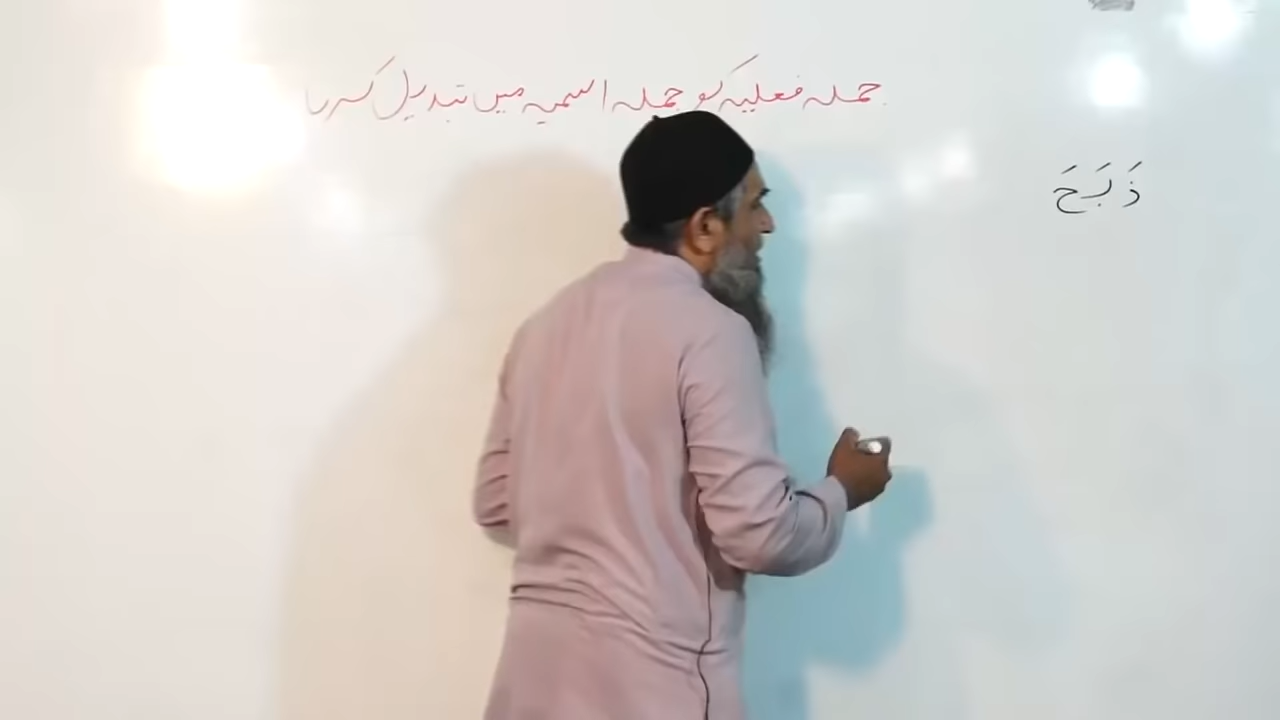 جملہ فعلیہ کو جملہ اسمیہ میں تبدیل کرنا
ذَبَحَ